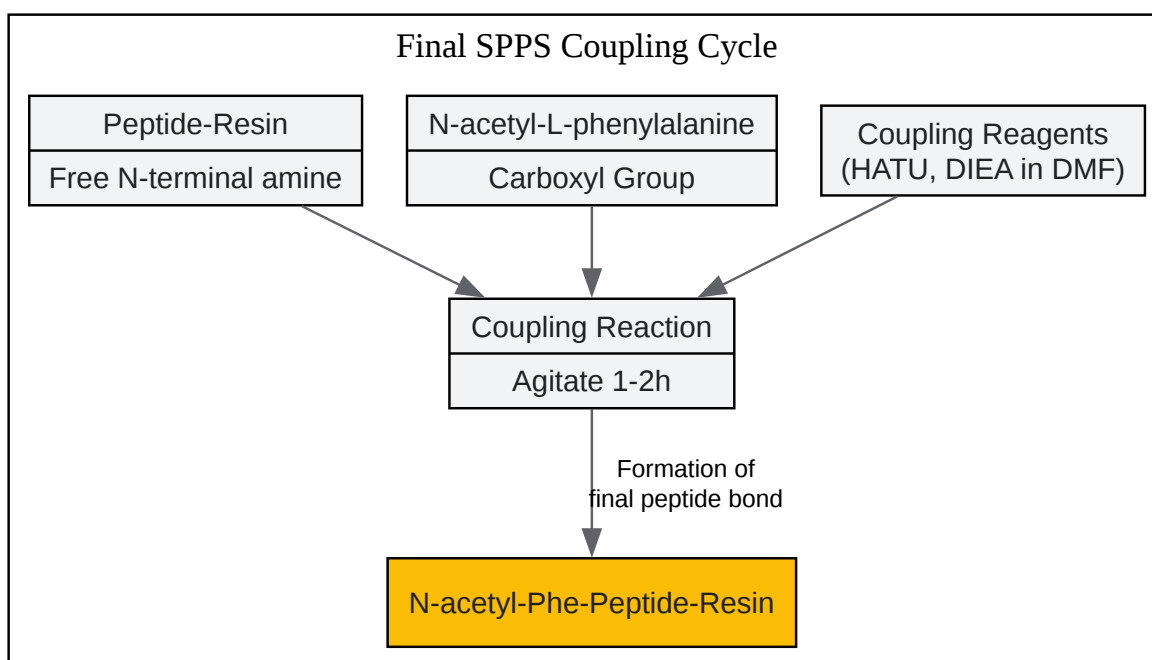 Final SPPS Coupling Cycle
Peptide-Resin
Free N-terminal amine
N-acetyl-L-phenylalanine
Carboxyl Group
Coupling Reagents
(HATU, DIEA in DMF)
Coupling Reaction
Agitate 1-2h
Formation of
final peptide bond
N-acetyl-Phe-Peptide-Resin